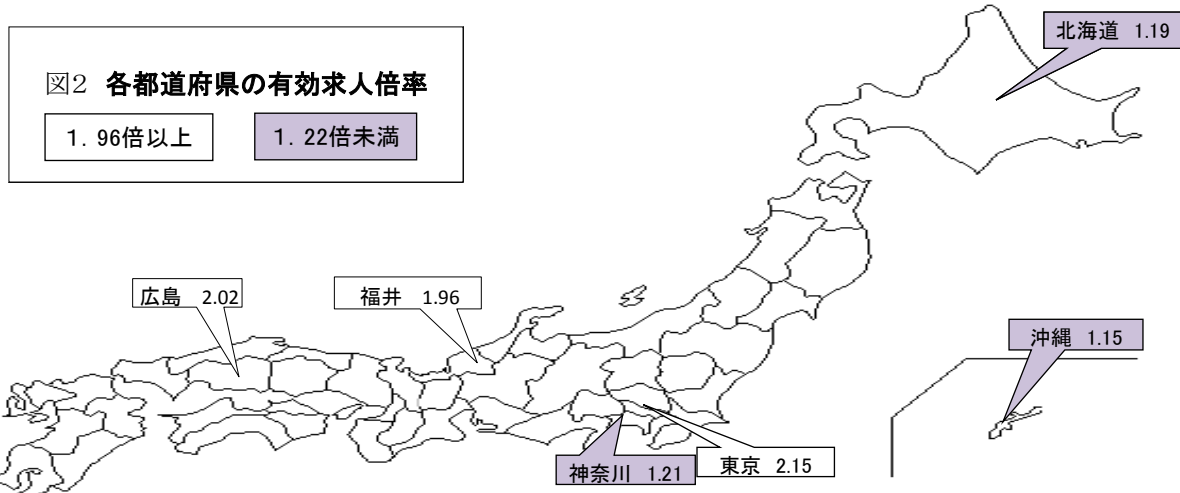 図2 各都道府県の有効求人倍率
1．96倍以上
1．22倍未満
北海道 1.19
広島 2.02
福井 1.96
沖縄 1.15
神奈川 1.21
東京 2.15